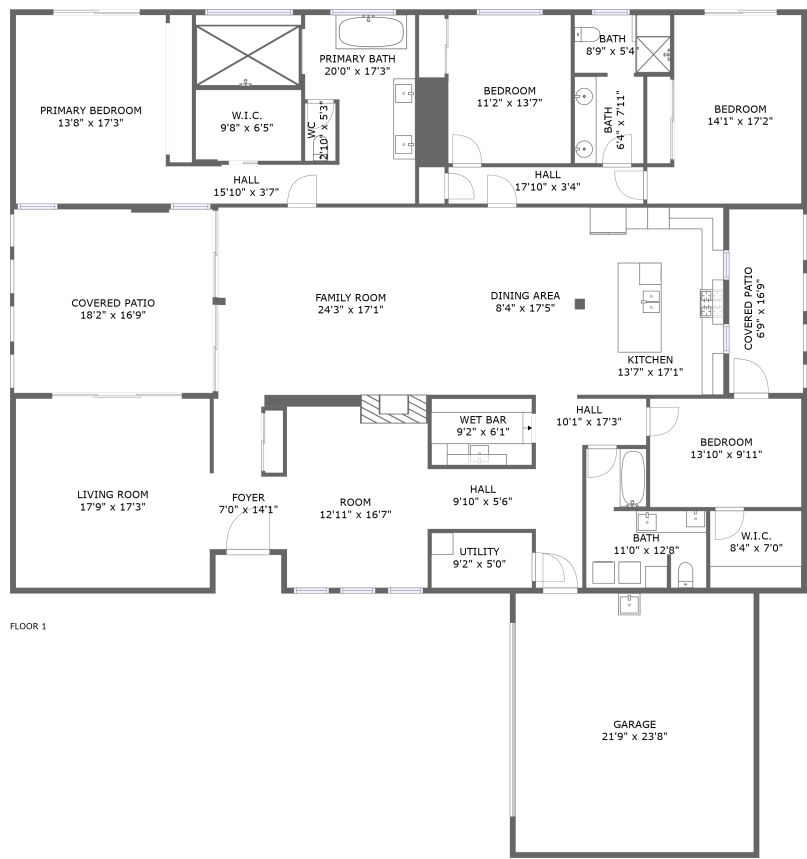 PRIMARY BEDROOM
13'8" x 17'3"
W.I.C.
9'8" x 6'5"
PRIMARY BATH
20'0" x 17'3"
WC
2'10" x 5'3"
HALL
15'10" x 3'7"
BEDROOM
11'2" x 13'7"
BATH
8'9" x 5'4"
BATH
6'4" x 7'11"
BEDROOM
14'1" x 17'2"
HALL
17'10" x 3'4"
COVERED PATIO
18'2" x 16'9"
FAMILY ROOM
24'3" x 17'1"
DINING AREA
8'4" x 17'5"
KITCHEN
13'7" x 17'1"
COVERED PATIO
6'9" x 16'9"
LIVING ROOM
17'9" x 17'3"
FOYER
7'0" x 14'1"
ROOM
12'11" x 16'7"
WET BAR
9'2" x 6'1"
HALL
10'1" x 17'3"
BEDROOM
13'10" x 9'11"
HALL
9'10" x 5'6"
UTILITY
9'2" x 5'0"
BATH
11'0" x 12'8"
W.I.C.
8'4" x 7'0"
FLOOR 1
GARAGE
21'9" x 23'8"